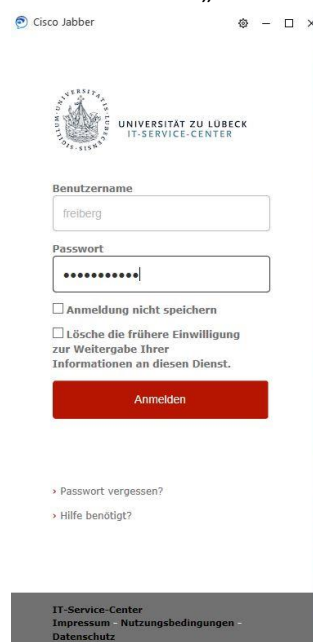 Cisco Jabber
UNIVERSITÄT ZU LÜBECK
IT-SERVICE-CENTER
Benutzername
freiberg
Passwort
Anmeldung nicht speichern
Lösche die frühere Einwilligung
zur Weitergabe Ihrer
Informationen an diesen Dienst.
Anmelden
› Passwort vergessen?
› Hilfe benötigt?
IT-Service-Center
Impressum - Nutzungsbedingungen -
Datenschutz